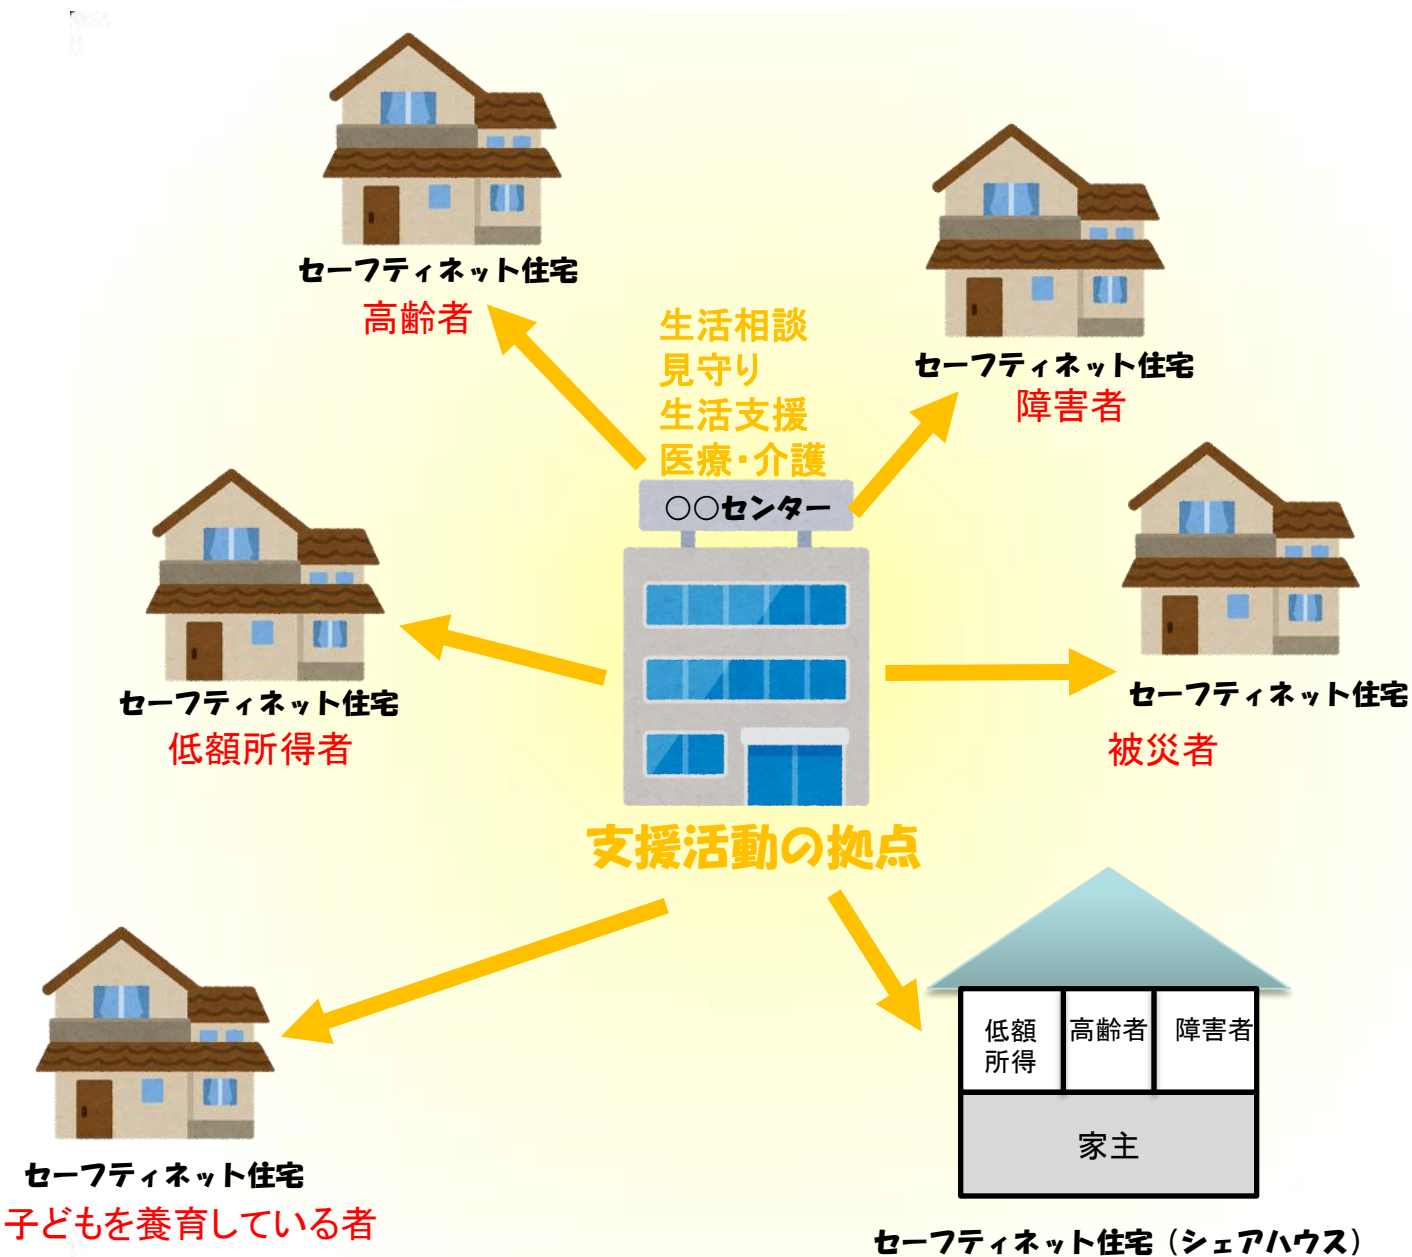 セーフティネット住宅
高齢者
生活相談
見守り
生活支援
医療・介護
セーフティネット住宅
障害者
○○センター
セーフティネット住宅
低額所得者
セーフティネット住宅
被災者
支援活動の拠点
セーフティネット住宅
子どもを養育している者
低額
所得
高齢者
障害者
家主
セーフティネット住宅（シェアハウス）